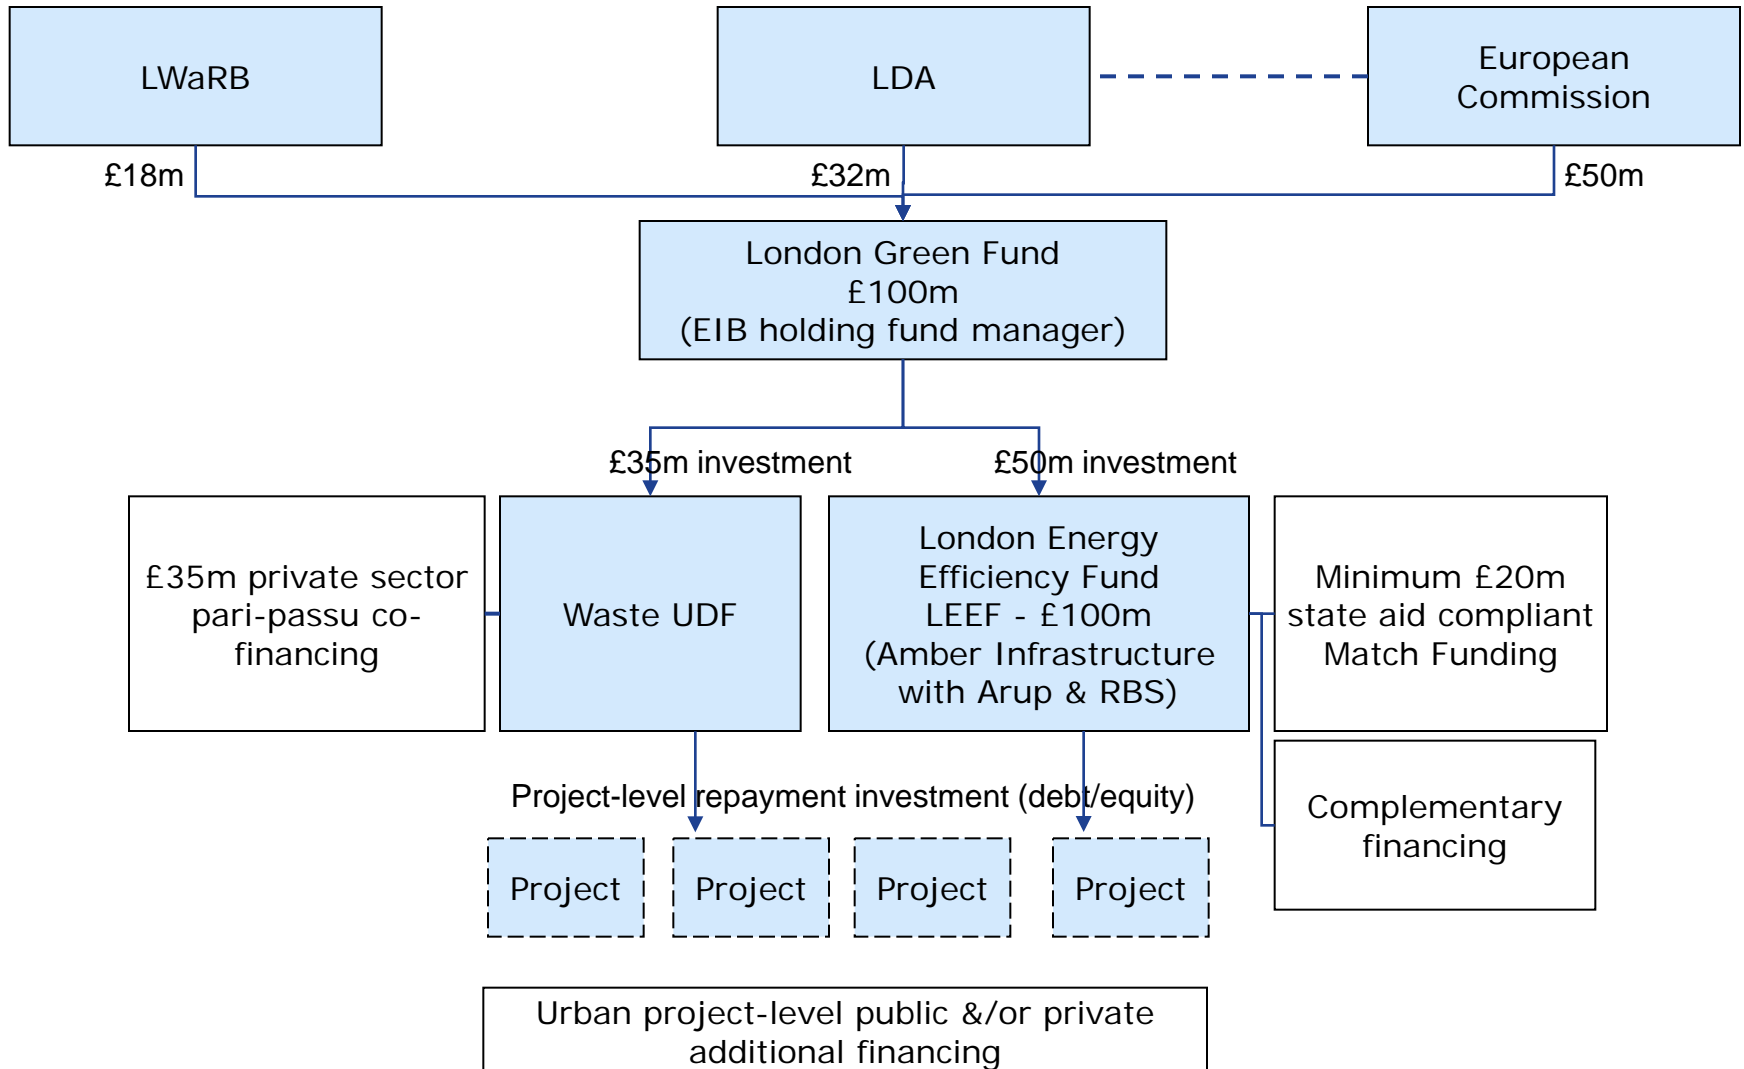 LWaRB
LDA
European
Commission
£18m
£32m
£50m
London Green Fund
£100m
(EIB holding fund manager)
£35m investment
£50m investment
£35m private sector
pari-passu co-
financing
Waste UDF
London Energy
Efficiency Fund
LEEF - £100m
(Amber Infrastructure
with Arup & RBS)
Minimum £20m
state aid compliant
Match Funding
Complementary
financing
Project-level repayment investment (debt/equity)
Project
Project
Project
Project
Urban project-level public &/or private
additional financing